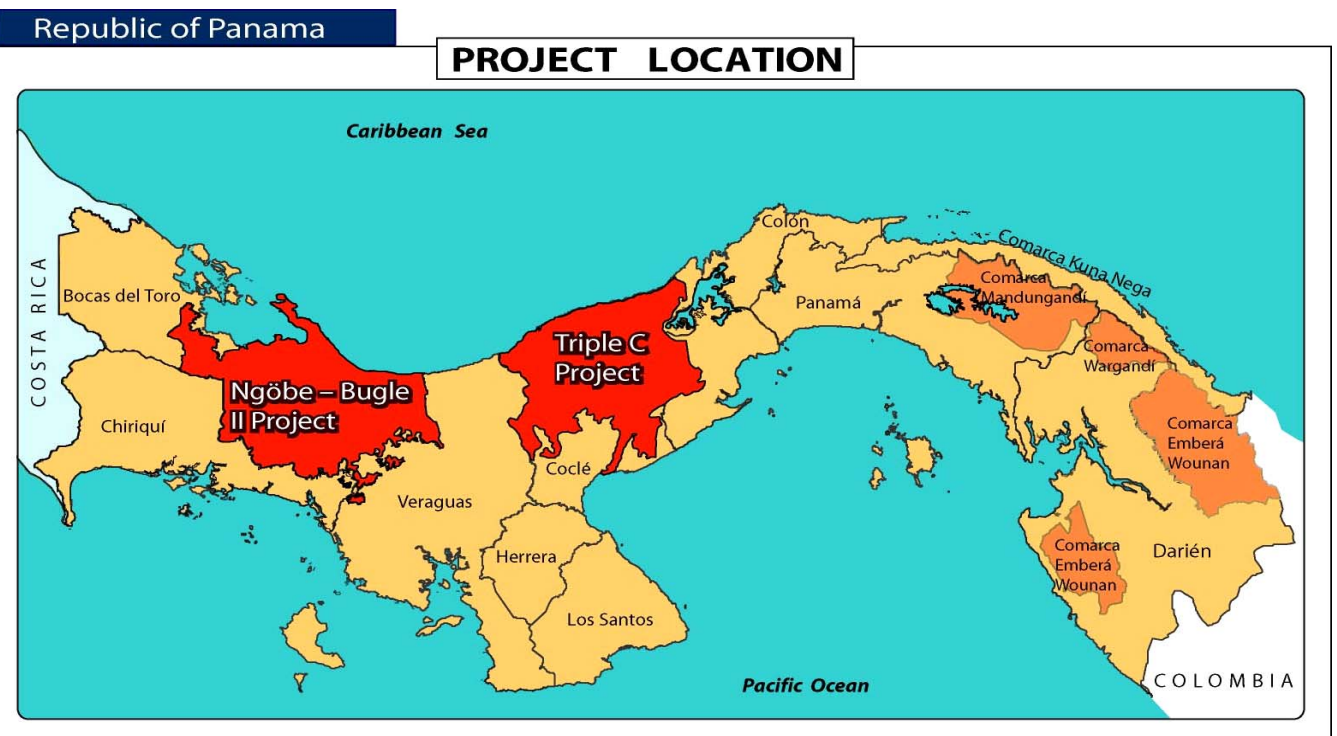 Republic of Panama
PROJECT LOCATION
Caribbean Sea
COSTA RICA
Bocas del Toro
Chiriquí
Ngöbe – Bugle
II Project
Veraguas
Triple C
Project
Coclé
Herrera
Los Santos
Colón
Panamá
Comarca Kuna Nega
Comarca
Mandungandí
Comarca
Wargandí
Comarca
Emberá
Wounan
Comarca
Emberá
Wounan
Darién
Pacific Ocean
COLOMBIA